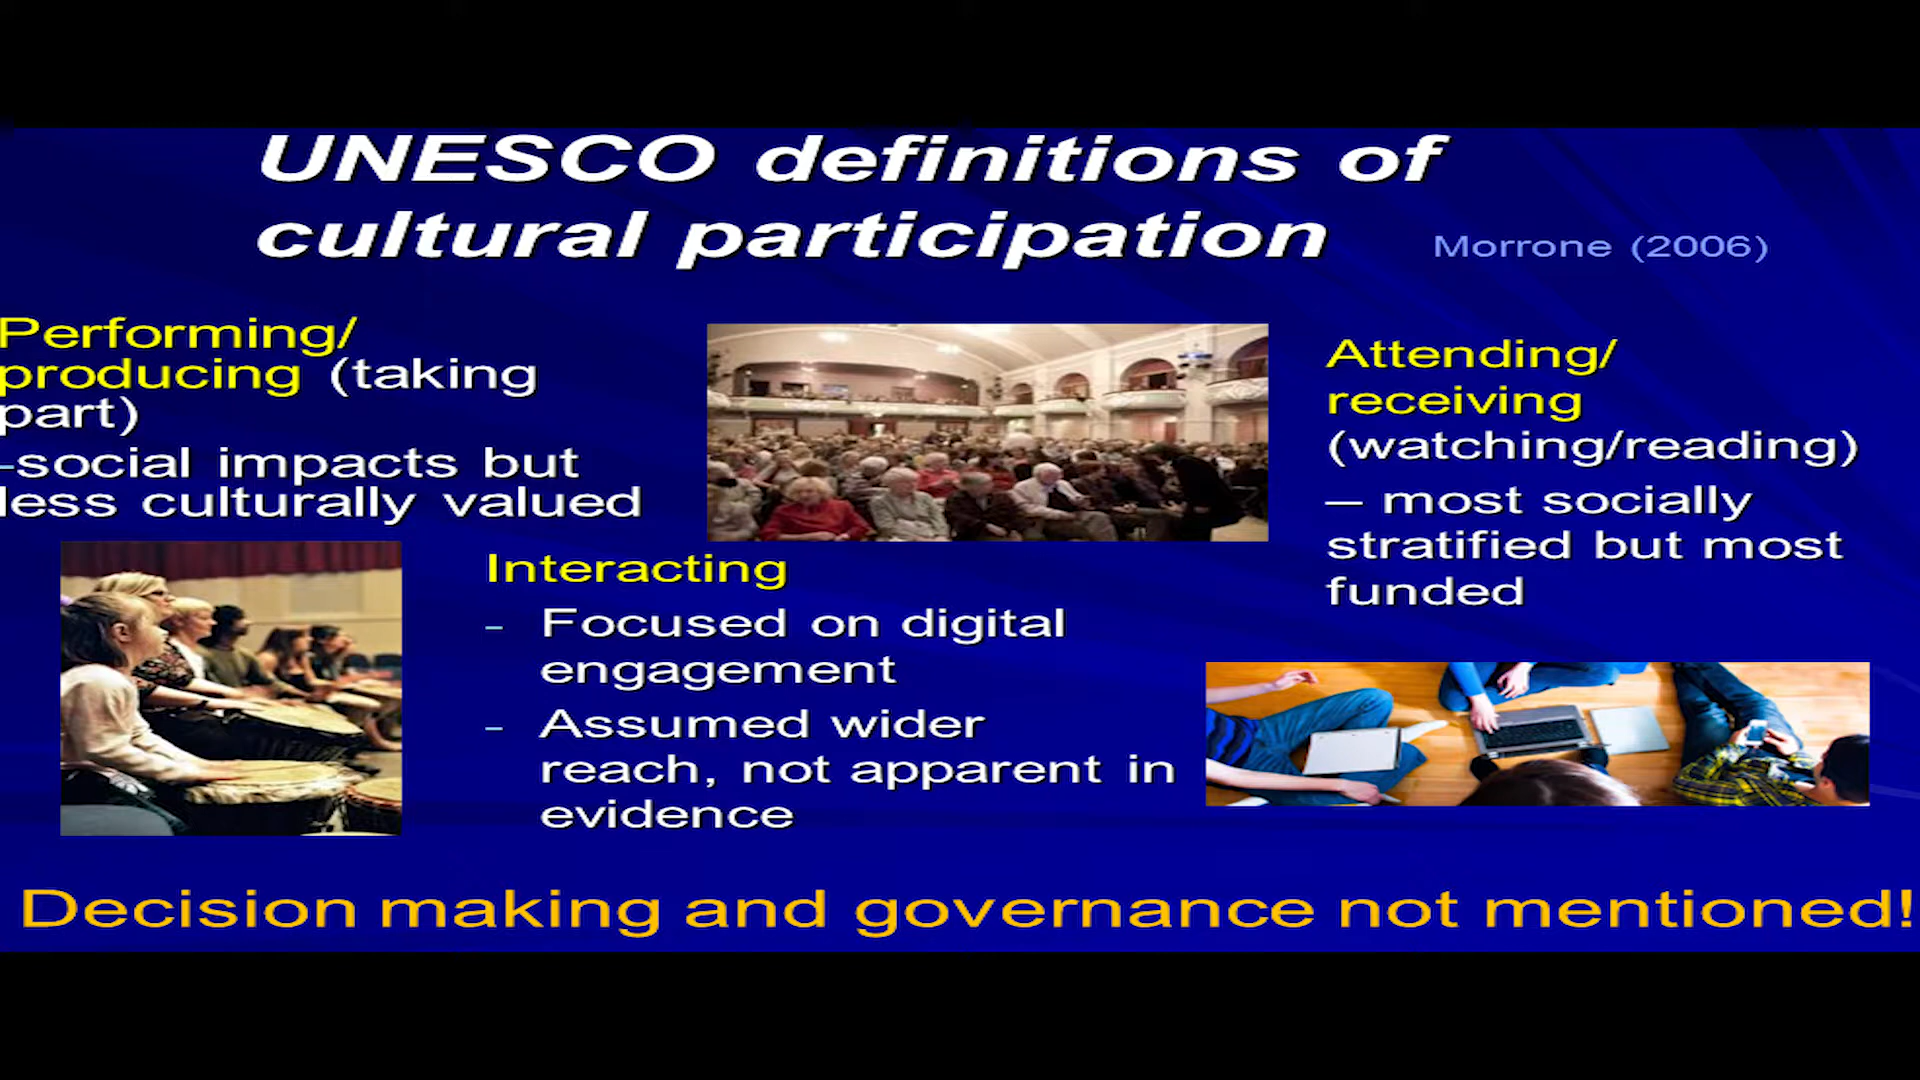 UNESCO definitions of
cultural participation
Morrone (2006)
Performing/
producing (taking
part)
-social impacts but
less culturally valued
Attending/
receiving
(watching/reading)
– most socially
stratified but most
funded
Interacting
- Focused on digital
engagement
- Assumed wider
reach, not apparent in
evidence
Decision making and governance not mentioned!